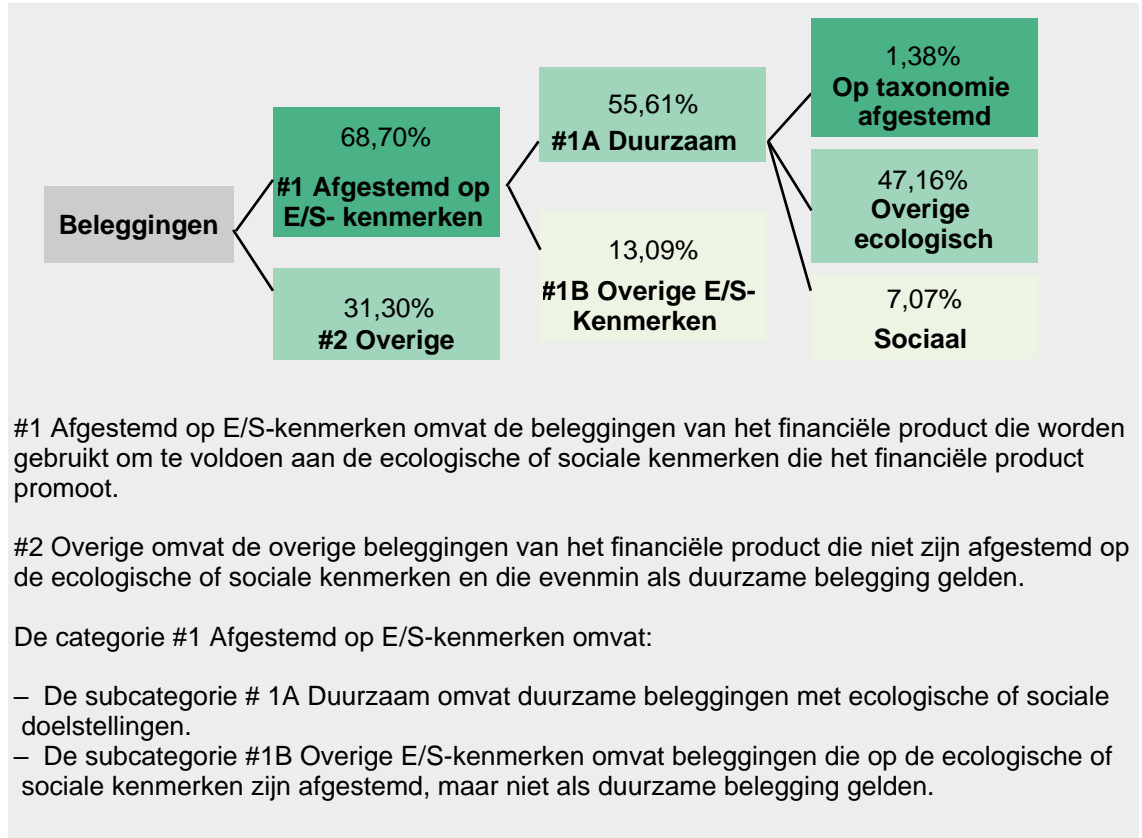 Beleggingen
68,70%
#1 Afgestemd op
E/S- kenmerken
31,30%
#2 Overige
55,61%
#1A Duurzaam
13,09%
#1B Overige E/S-
Kenmerken
1,38%
Op taxonomie
afgestemd
47,16%
Overige
ecologisch
7,07%
Sociaal
#1 Afgestemd op E/S-kenmerken omvat de beleggingen van het financiële product die worden
gebruikt om te voldoen aan de ecologische of sociale kenmerken die het financiële product
promoot.
#2 Overige omvat de overige beleggingen van het financiële product die niet zijn afgestemd op
de ecologische of sociale kenmerken en die evenmin als duurzame belegging gelden.
De categorie #1 Afgestemd op E/S-kenmerken omvat:
– De subcategorie # 1A Duurzaam omvat duurzame beleggingen met ecologische of sociale
doelstellingen.
– De subcategorie #1B Overige E/S-kenmerken omvat beleggingen die op de ecologische of
sociale kenmerken zijn afgestemd, maar niet als duurzame belegging gelden.